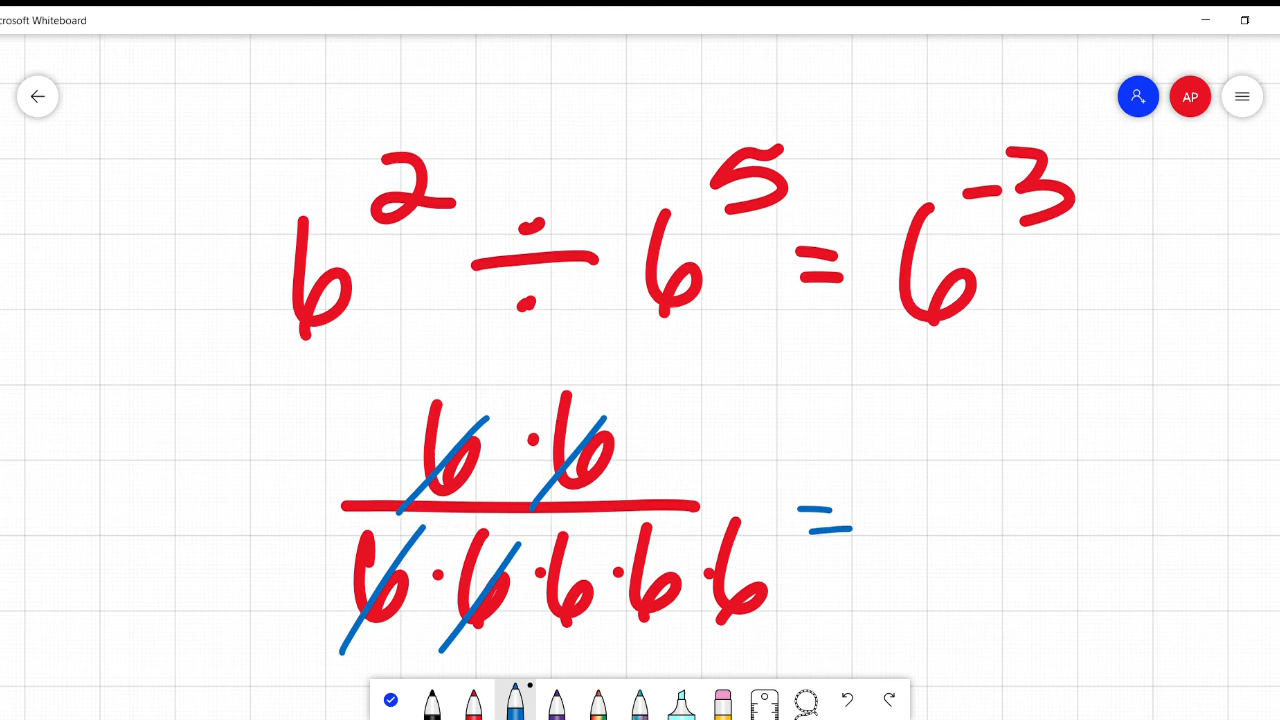 crosoft Whiteboard
AP
6² ÷ 6⁵ = 6⁻³
6 · 6
6 · 6 · 6 · 6 · 6 =